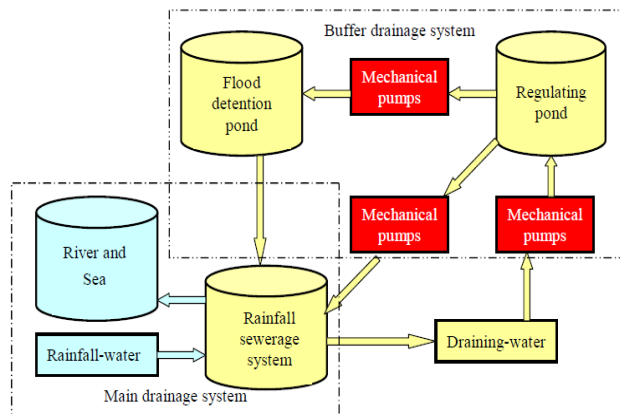 Buffer drainage system
Flood
detention
pond
Mechanical
pumps
Regulating
pond
Mechanical
pumps
Mechanical
pumps
River and
Sea
Rainfall
sewerage
system
Rainfall-water
Draining-water
Main drainage system